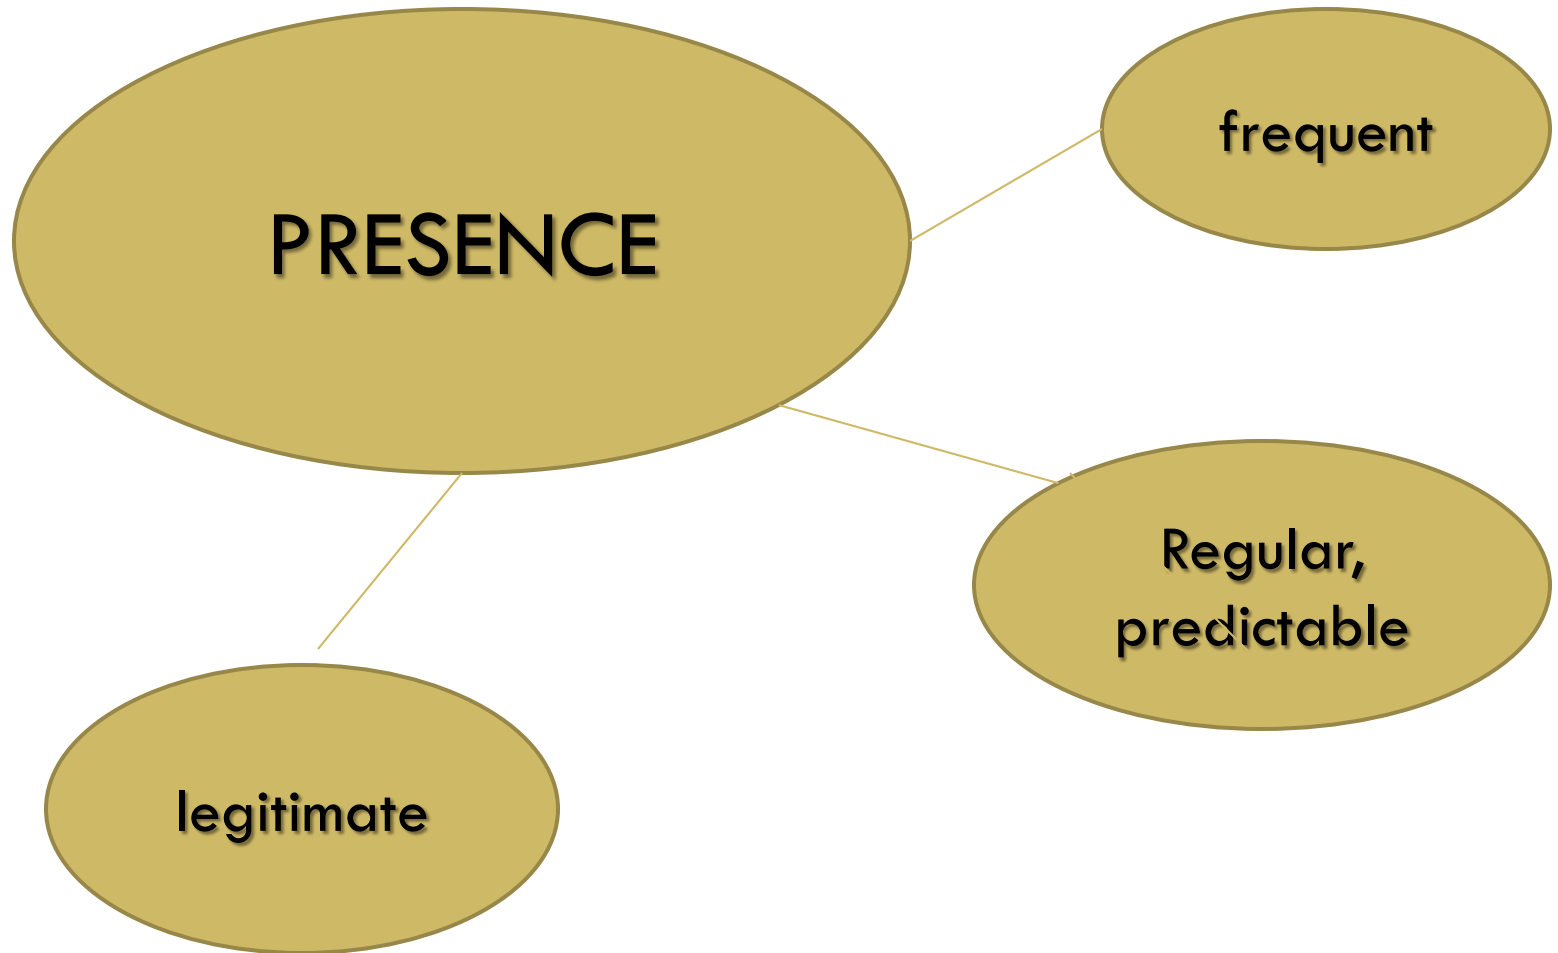 PRESENCE
frequent
Regular,
predictable
legitimate